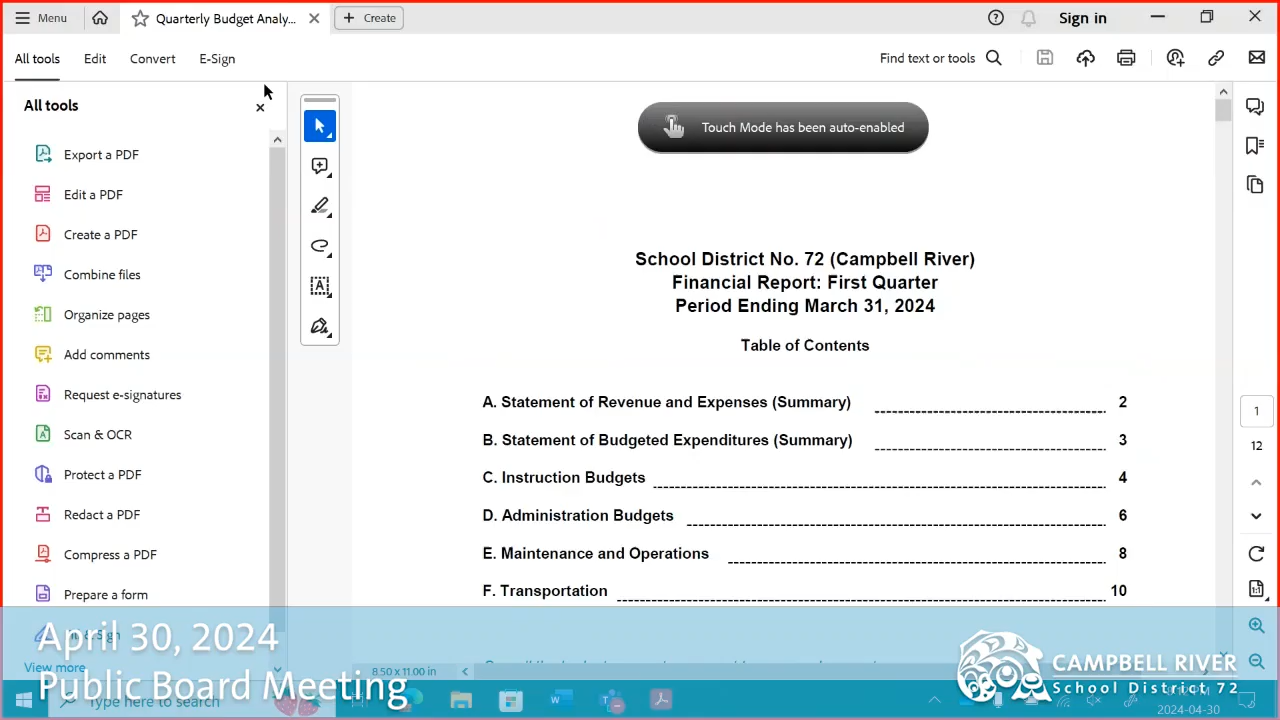 Menu
Quarterly Budget Analy...
Create
Sign in
All tools
Edit
Convert
E-Sign
Find text or tools
All tools
Export a PDF
Edit a PDF
Create a PDF
Combine files
Organize pages
Add comments
Request e-signatures
Scan & OCR
Protect a PDF
Redact a PDF
Compress a PDF
Prepare a form
View more
Touch Mode has been auto-enabled
School District No. 72 (Campbell River)
Financial Report: First Quarter
Period Ending March 31, 2024
Table of Contents
A. Statement of Revenue and Expenses (Summary) 2
B. Statement of Budgeted Expenditures (Summary) 3
C. Instruction Budgets 4
D. Administration Budgets 6
E. Maintenance and Operations 8
F. Transportation 10
1
12
8.50 x 11.00 in
April 30, 2024
Public Board Meeting
CAMPBELL RIVER
School District 72
Type here to search
2024-04-30